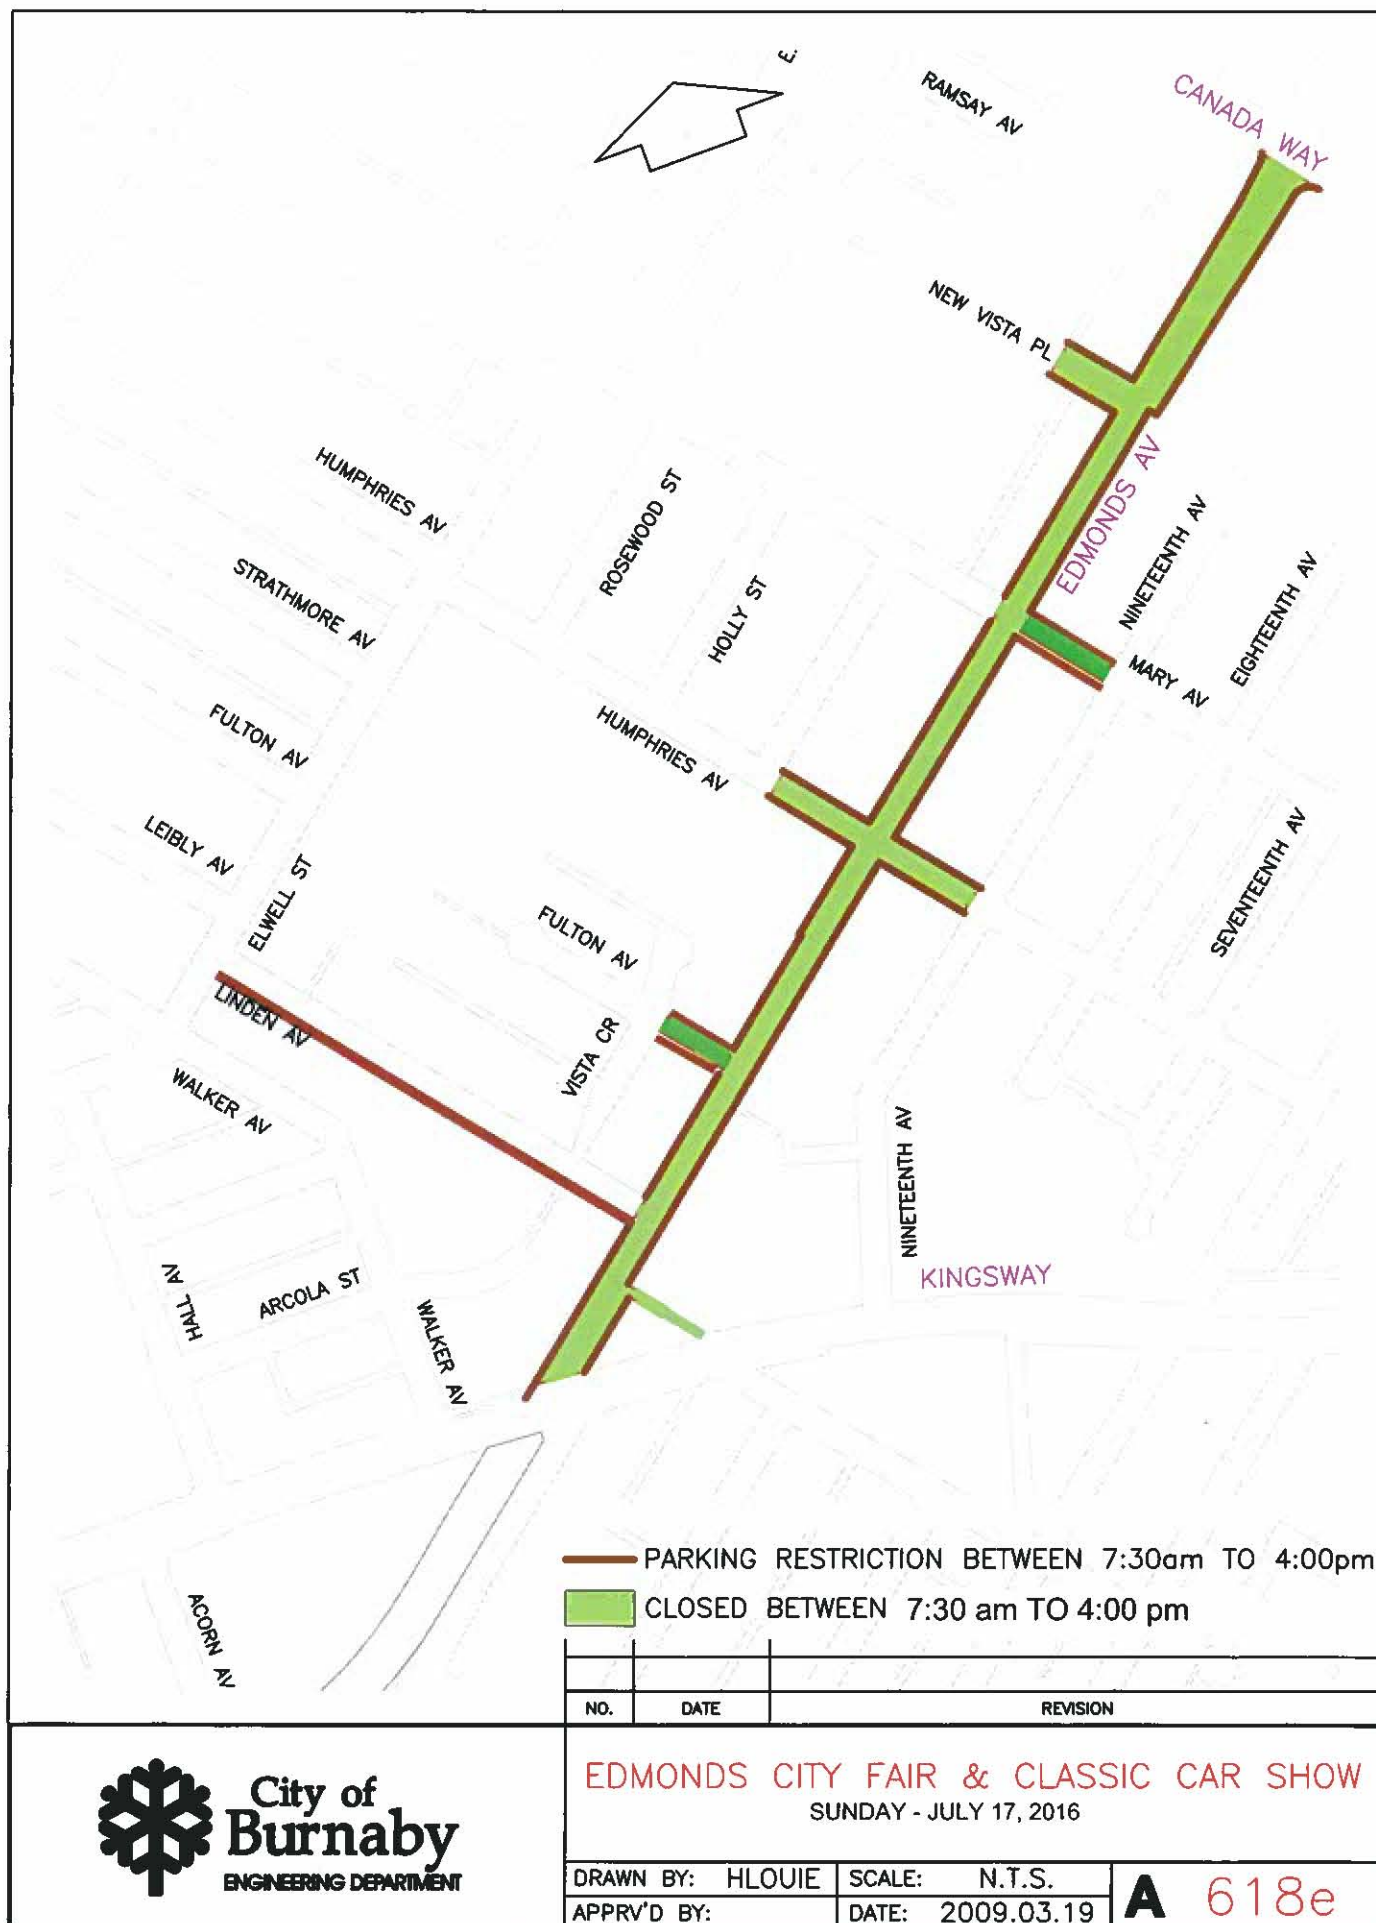 E.
RAMSAY AV
CANADA WAY
NEW VISTA PL
HUMPHRIES AV
ROSEWOOD ST
EDMONDS AV
NINETEENTH AV
STRATHMORE AV
HOLLY ST
EIGHTEENTH AV
MARY AV
FULTON AV
HUMPHRIES AV
LEIBLY AV
ELWELL ST
SEVENTEENTH AV
FULTON AV
LINDEN AV
VISTA CR
WALKER AV
NINETEENTH AV
KINGSWAY
HALL AV
ARCOLA ST
WALKER AV
ACORN AV
PARKING RESTRICTION BETWEEN 7:30am TO 4:00pm
CLOSED BETWEEN 7:30 am TO 4:00 pm
NO. DATE REVISION
City of
Burnaby
ENGINEERING DEPARTMENT
EDMONDS CITY FAIR & CLASSIC CAR SHOW
SUNDAY - JULY 17, 2016
DRAWN BY: HLOUIE SCALE: N.T.S.
APPRV'D BY: DATE: 2009.03.19
A 618e